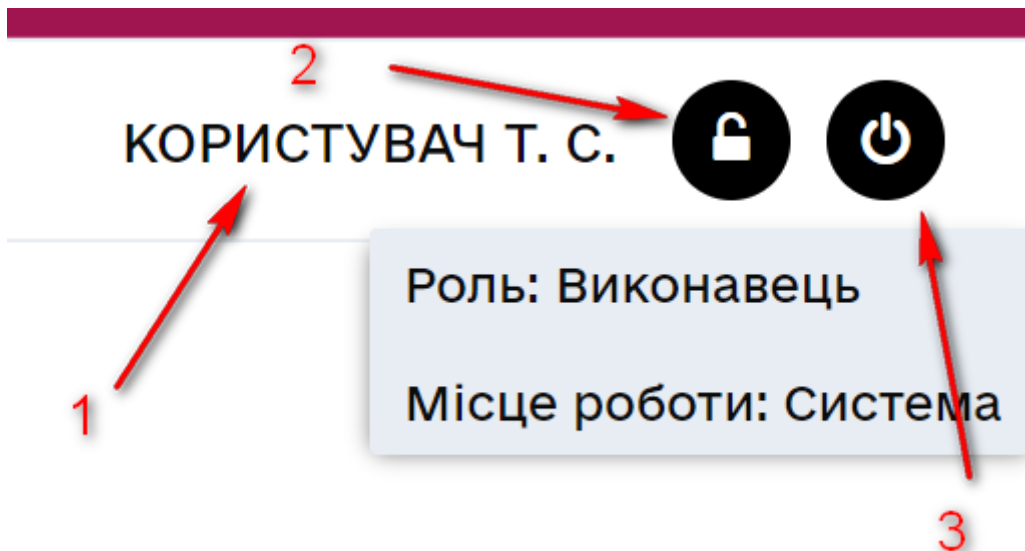 2
КОРИСТУВАЧ Т. С.
Роль: Виконавець
1
Місце роботи: Система
3